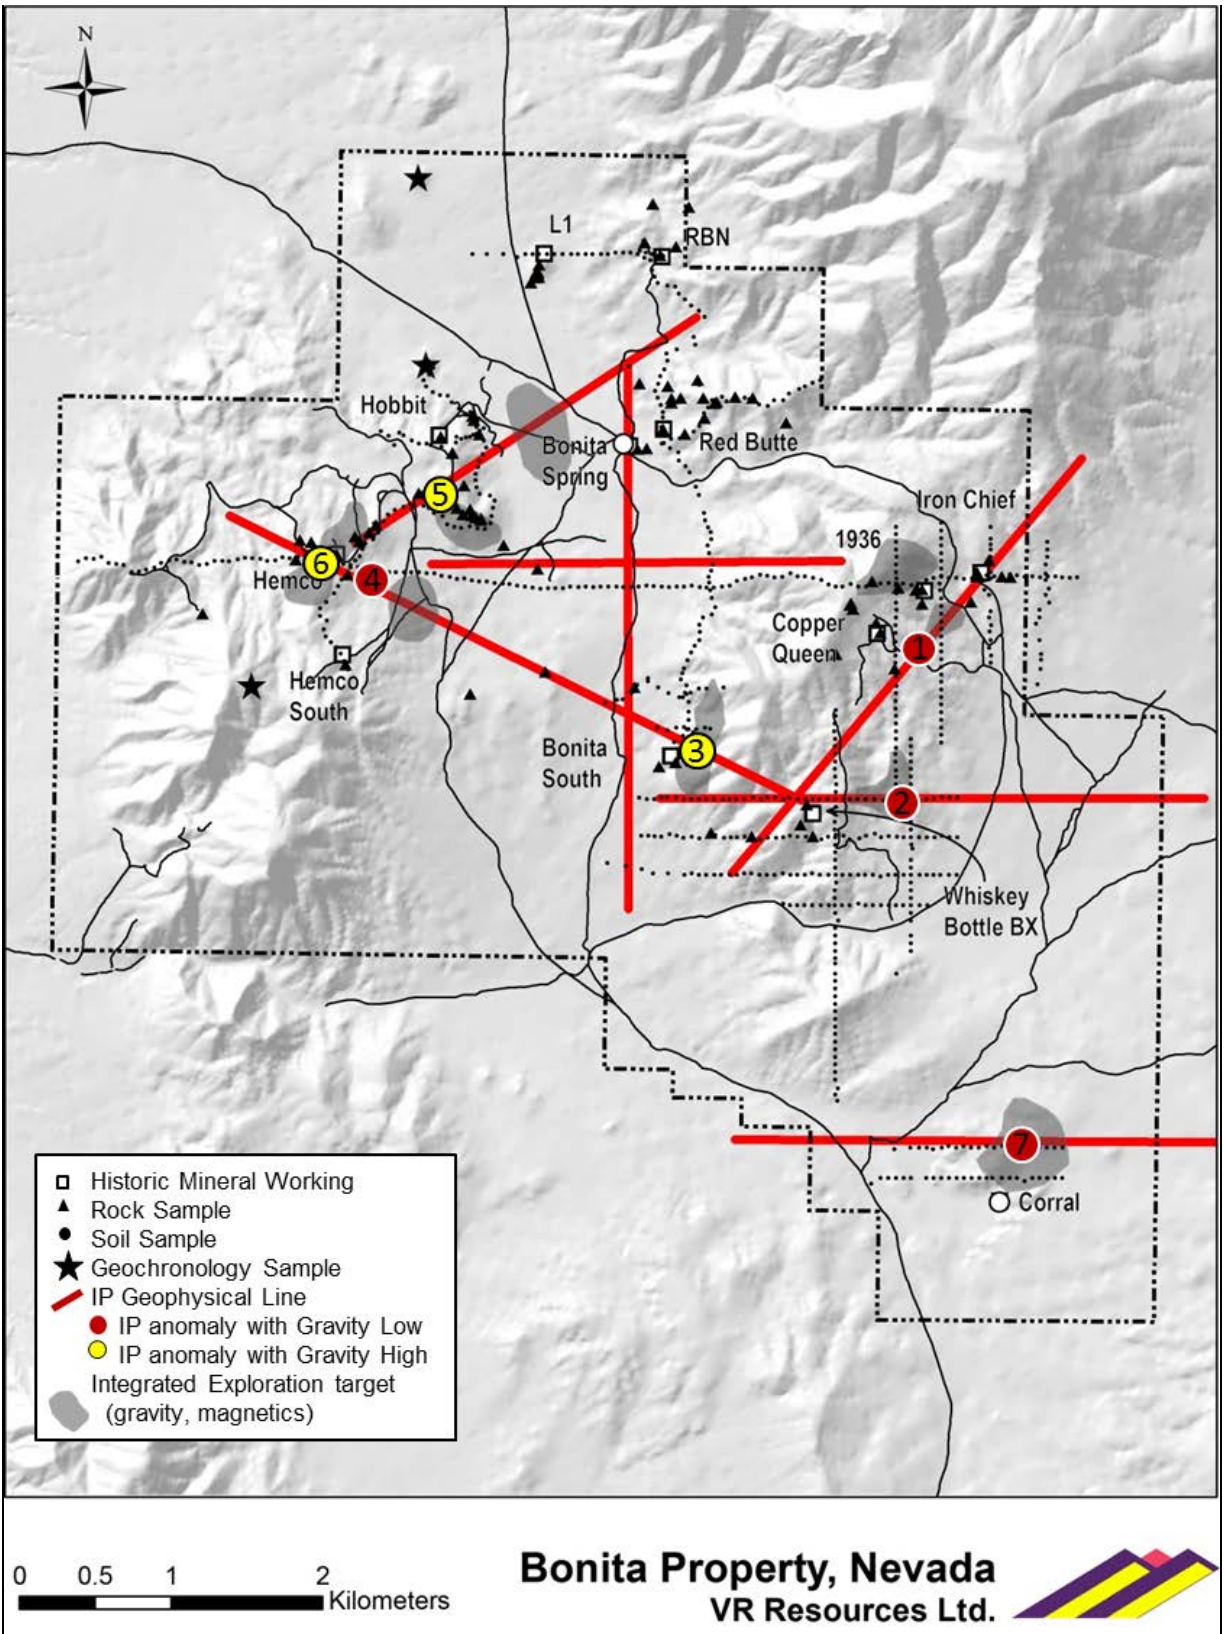 N
L1
RBN
Hobbit
Bonita
Spring
Red Butte
5
Iron Chief
1936
6
Hemco
4
Copper
Queen
1
Hemco
South
Bonita
South
3
2
Whiskey
Bottle BX
7
Corral
Historic Mineral Working
Rock Sample
Soil Sample
Geochronology Sample
IP Geophysical Line
IP anomaly with Gravity Low
IP anomaly with Gravity High
Integrated Exploration target
(gravity, magnetics)
0 0.5 1 2
Kilometers
Bonita Property, Nevada
VR Resources Ltd.